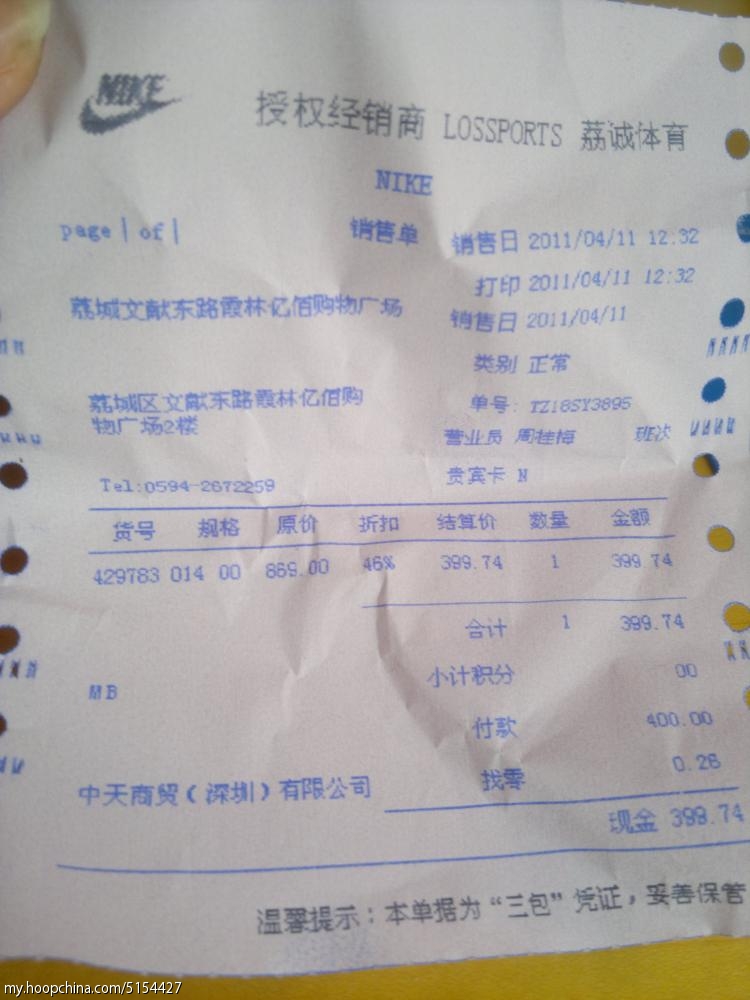 NIKE
授权经销商 LOSSPORTS 荔诚体育
NIKE
page | of | 销售单 销售日 2011/04/11 12:32
打印 2011/04/11 12:32
荔城文献东路霞林亿佰购物广场 销售日 2011/04/11
类别 正常
荔城区文献东路霞林亿佰购
物广场2楼
单号: TZ18SY3895
营业员 周桂梅 班次
Tel:0594-2672259 贵宾卡 N
货号 规格 原价 折扣 结算价 数量 金额
429783 014 00 869.00 46% 399.74 1 399.74
合计 1 399.74
小计积分 00
MB
付款 400.00
找零 0.26
中天商贸(深圳)有限公司
现金 399.74
温馨提示:本单据为“三包”凭证,妥善保管
my.hoopchina.com/5154427